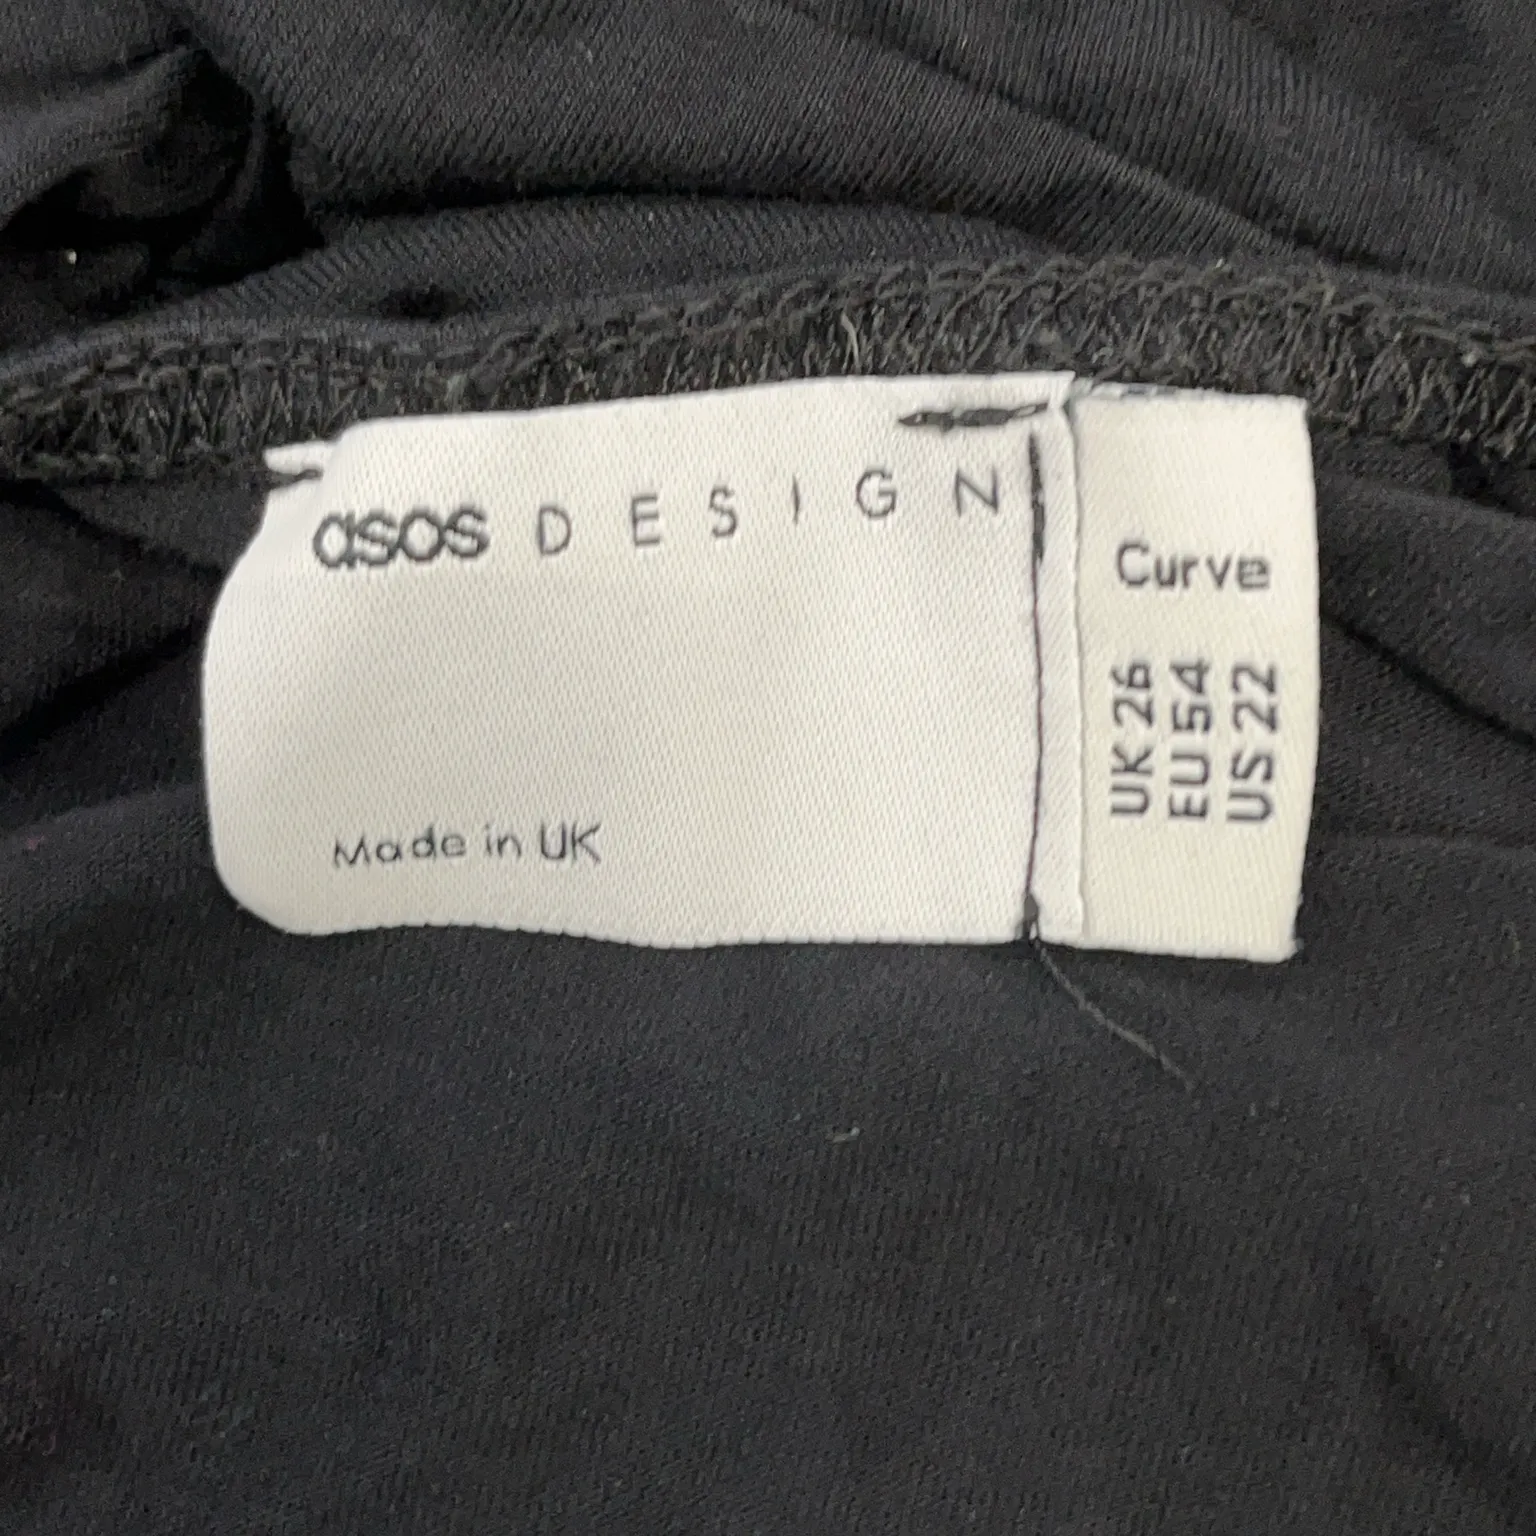 asos DESIGN
Made in UK
Curve
UK 26
EU 54
US 22